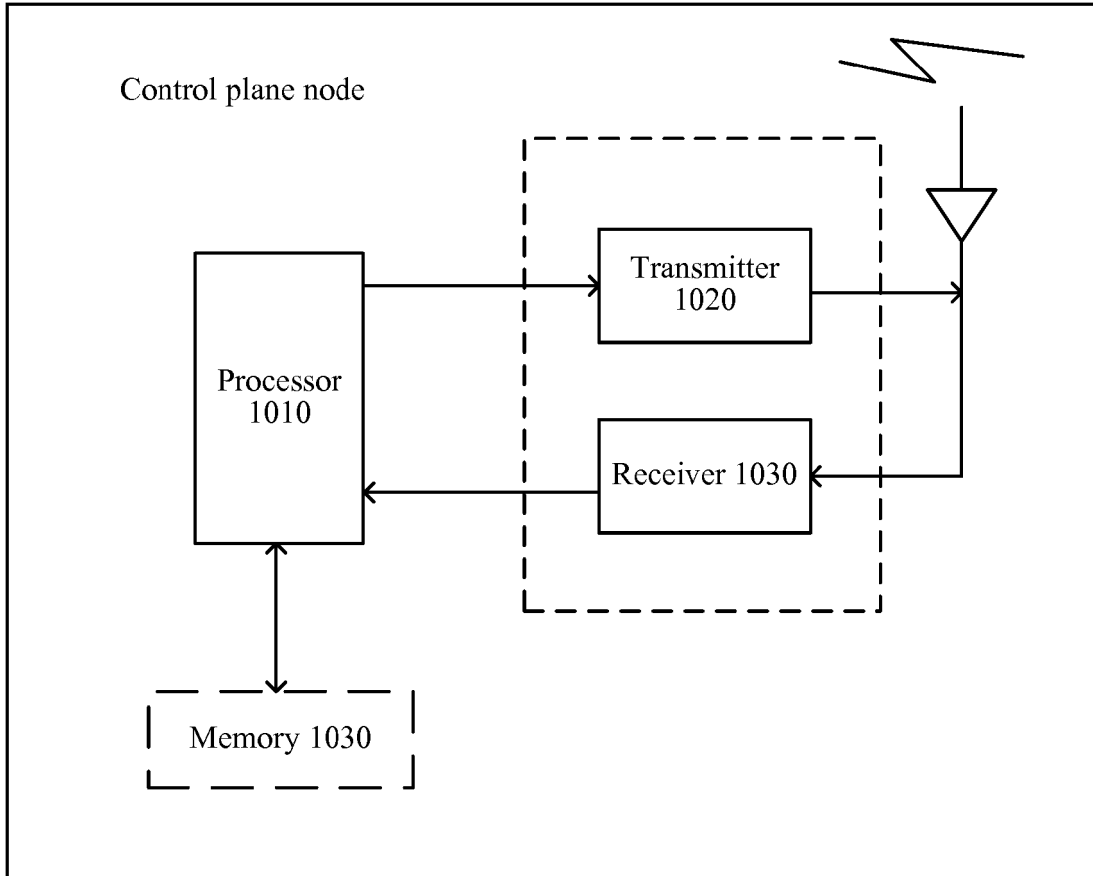 Control plane node
Transmitter
1020
Processor
1010
Receiver 1030
Memory 1030